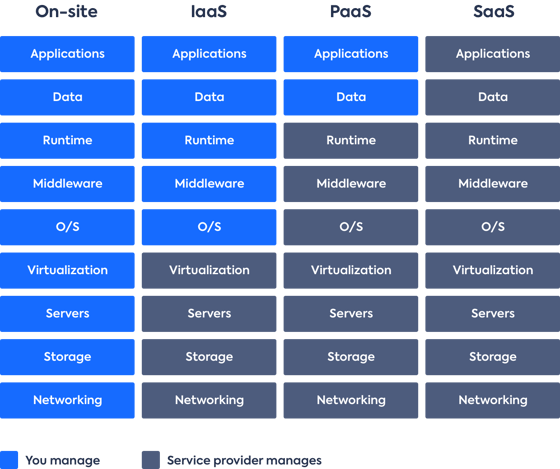 On-site IaaS PaaS SaaS
Applications Applications Applications Applications
Data Data Data Data
Runtime Runtime Runtime Runtime
Middleware Middleware Middleware Middleware
O/S O/S O/S O/S
Virtualization Virtualization Virtualization Virtualization
Servers Servers Servers Servers
Storage Storage Storage Storage
Networking Networking Networking Networking
You manage Service provider manages